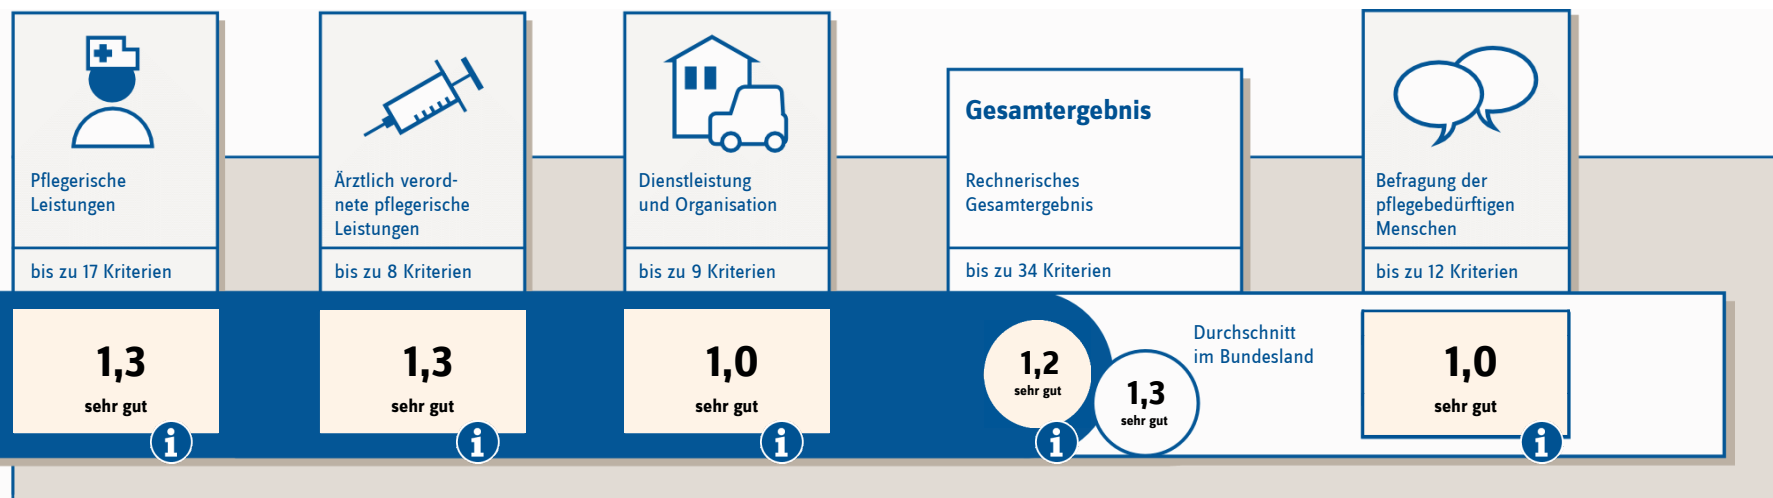 Pflegerische
Leistungen
bis zu 17 Kriterien
1,3
sehr gut
i
Ärztlich verord-
nete pflegerische
Leistungen
bis zu 8 Kriterien
1,3
sehr gut
i
Dienstleistung
und Organisation
bis zu 9 Kriterien
1,0
sehr gut
i
Gesamtergebnis
Rechnerisches
Gesamtergebnis
bis zu 34 Kriterien
1,2
sehr gut
i
1,3
sehr gut
Durchschnitt
im Bundesland
Befragung der
pflegebedürftigen
Menschen
bis zu 12 Kriterien
1,0
sehr gut
i